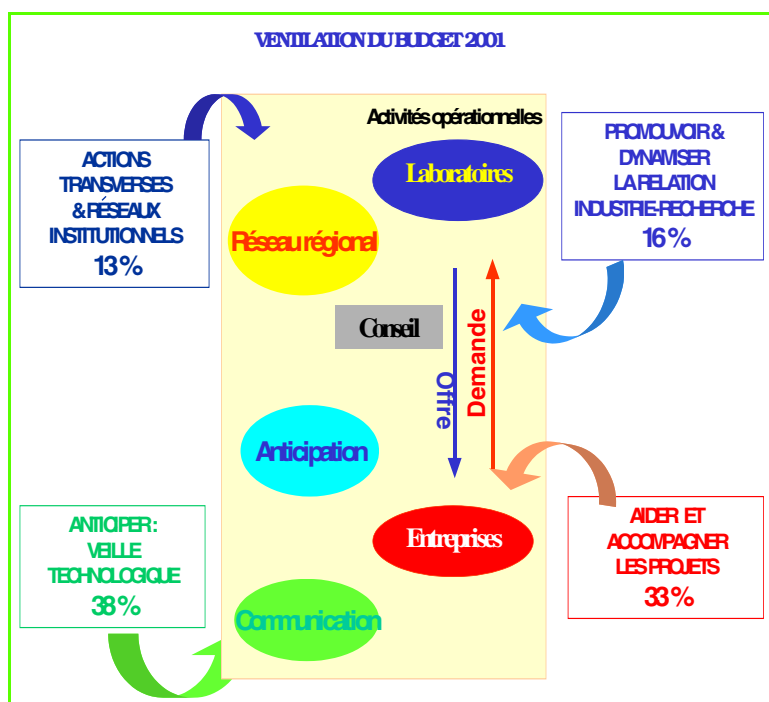 VENTILATION DU BUDGET 2001
Activités opérationnelles
ACTIONS
TRANSVERSES
& RÉSEAUX
INSTITUTIONNELS
13 %
Laboratoires
Réseau régional
PROMOUVOIR &
DYNAMISER
LA RELATION
INDUSTRIE-RECHERCHE
16 %
Conseil
Offre
Demande
Anticipation
Entreprises
ANTICIPER :
VEILLE
TECHNOLOGIQUE
38 %
Communication
AIDER ET
ACCOMPAGNER
LES PROJETS
33 %